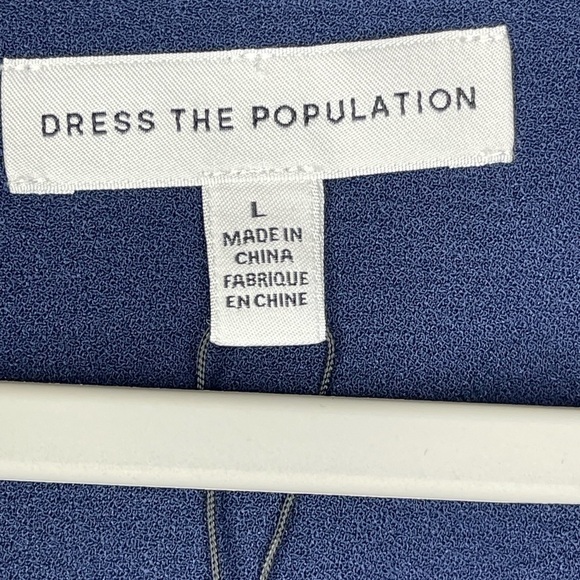 DRESS THE POPULATION
L
MADE IN
CHINA
FABRIQUE
EN CHINE